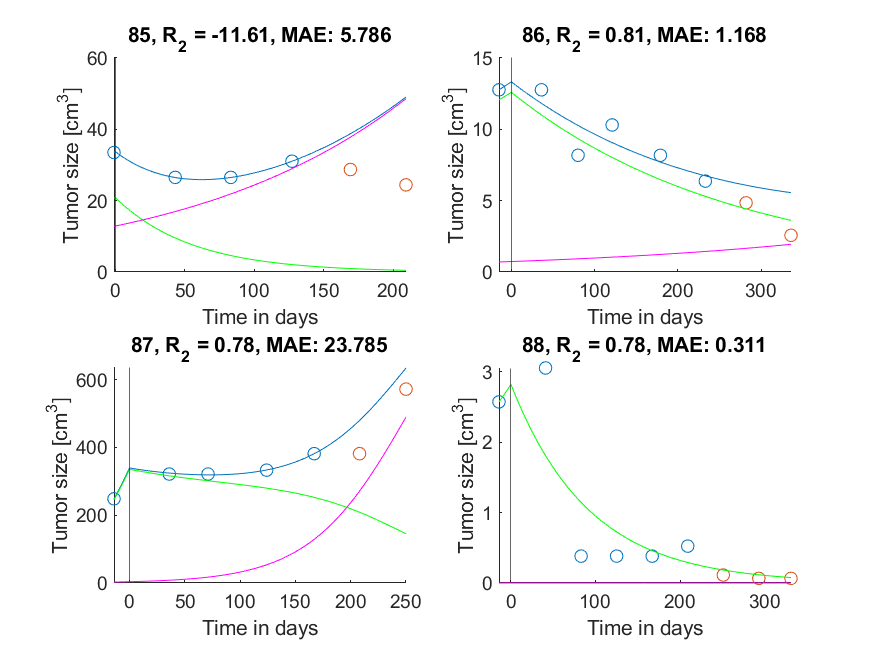 85, R2 = -11.61, MAE: 5.786
60
40
20
0
Tumor size [cm3]
0
50
100
150
200
Time in days
86, R2 = 0.81, MAE: 1.168
15
10
5
0
Tumor size [cm3]
0
100
200
300
Time in days
87, R2 = 0.78, MAE: 23.785
600
400
200
0
Tumor size [cm3]
0
50
100
150
200
250
Time in days
88, R2 = 0.78, MAE: 0.311
3
2
1
0
Tumor size [cm3]
0
100
200
300
Time in days